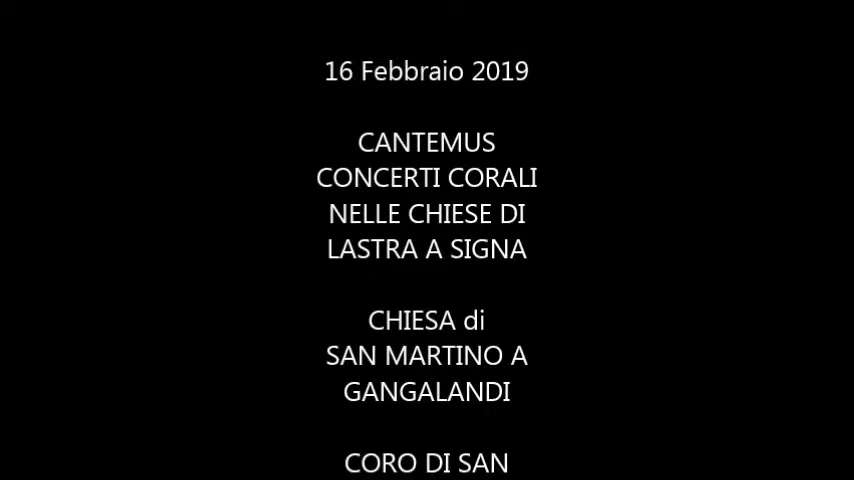 16 Febbraio 2019
CANTEMUS
CONCERTI CORALI
NELLE CHIESE DI
LASTRA A SIGNA
CHIESA di
SAN MARTINO A
GANGALANDI
CORO DI SAN